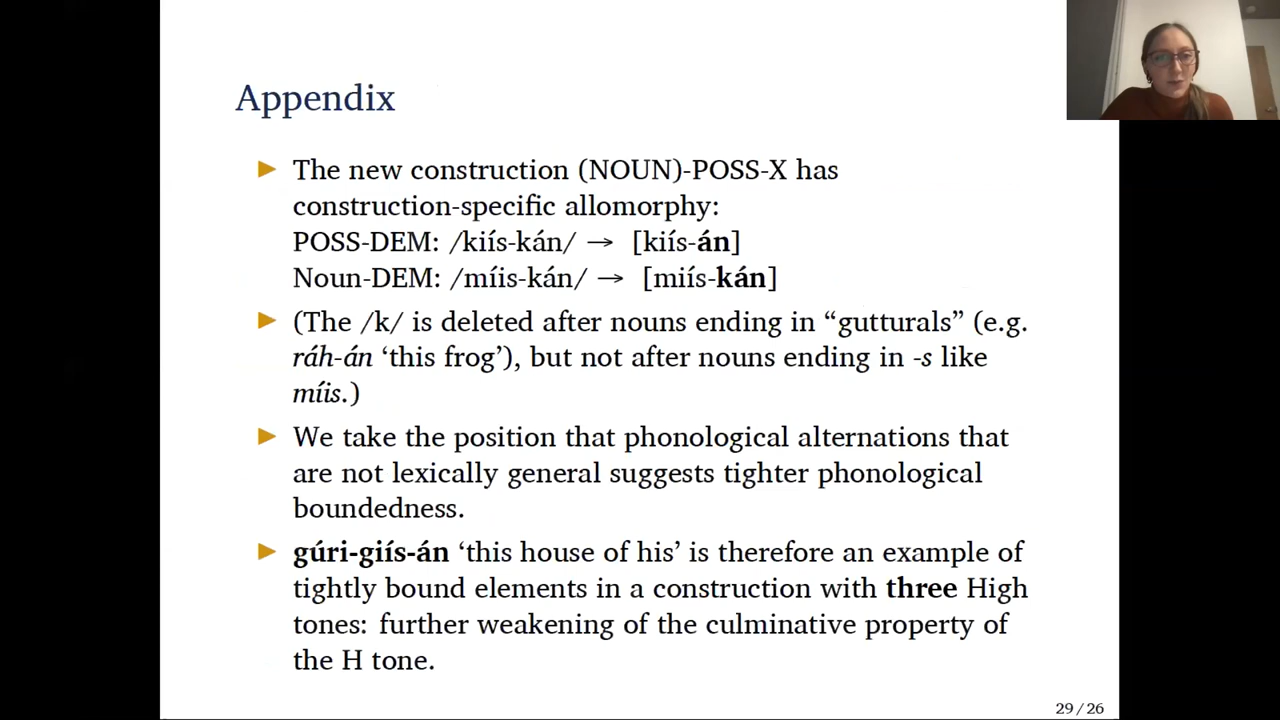 Appendix
▶ The new construction (NOUN)-POSS-X has
construction-specific allomorphy:
POSS-DEM: /kiís-kán/ → [kiís-án]
Noun-DEM: /míis-kán/ → [miís-kán]
▶ (The /k/ is deleted after nouns ending in “gutturals” (e.g.
ráh-án ‘this frog’), but not after nouns ending in -s like
míis.)
▶ We take the position that phonological alternations that
are not lexically general suggests tighter phonological
boundedness.
▶ gúri-giís-án ‘this house of his’ is therefore an example of
tightly bound elements in a construction with three High
tones: further weakening of the culminative property of
the H tone.
29 / 26